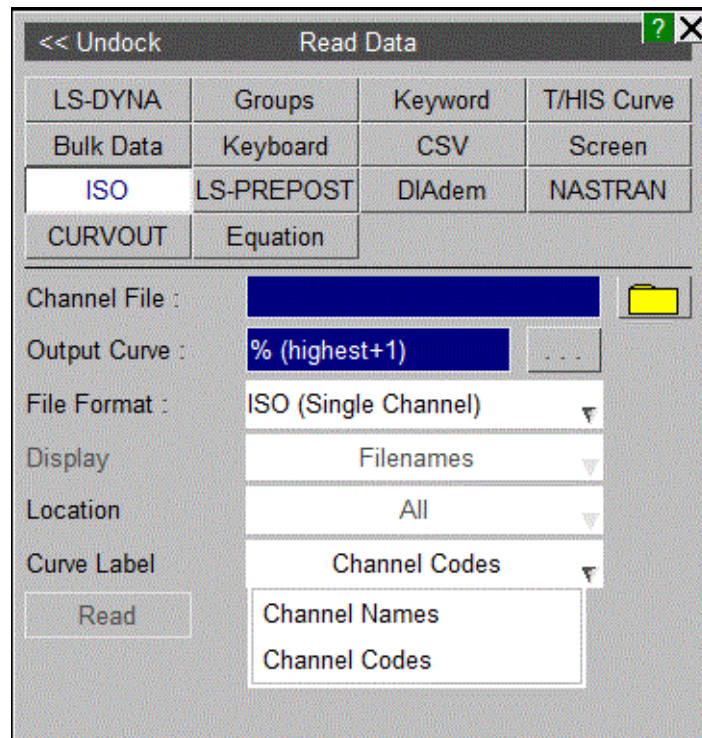 << Undock Read Data ? X
LS-DYNA Groups Keyword T/HIS Curve
Bulk Data Keyboard CSV Screen
ISO LS-PREPOST DIAdem NASTRAN
CURVOUT Equation
Channel File :
Output Curve : % (highest+1) . . .
File Format : ISO (Single Channel)
Display Filenames
Location All
Curve Label Channel Codes
Read Channel Names
Channel Codes